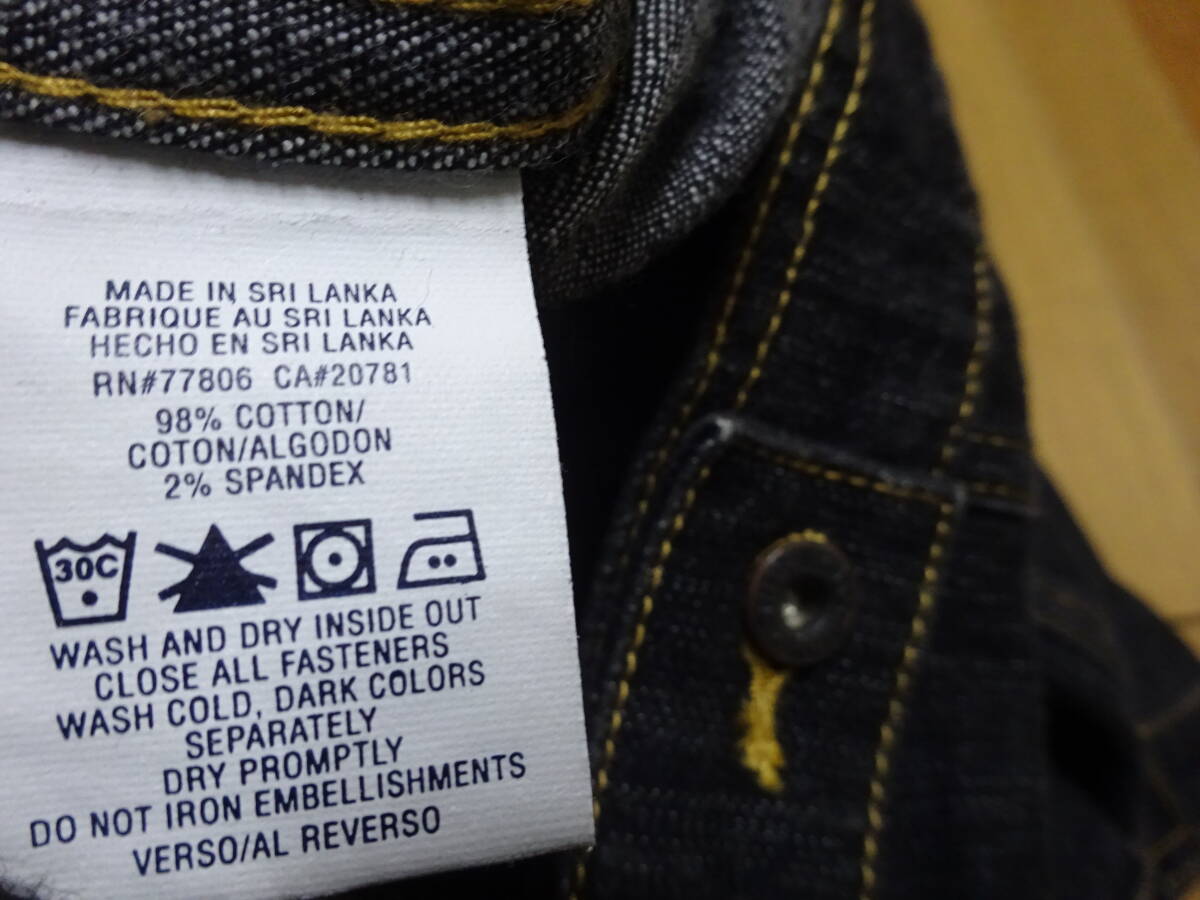 MADE IN SRI LANKA
FABRIQUE AU SRI LANKA
HECHO EN SRI LANKA
RN#77806 CA#20781
98% COTTON/
COTON/ALGODON
2% SPANDEX
30C
WASH AND DRY INSIDE OUT
CLOSE ALL FASTENERS
WASH COLD, DARK COLORS
SEPARATELY
DRY PROMPTLY
DO NOT IRON EMBELLISHMENTS
VERSO/AL REVERSO